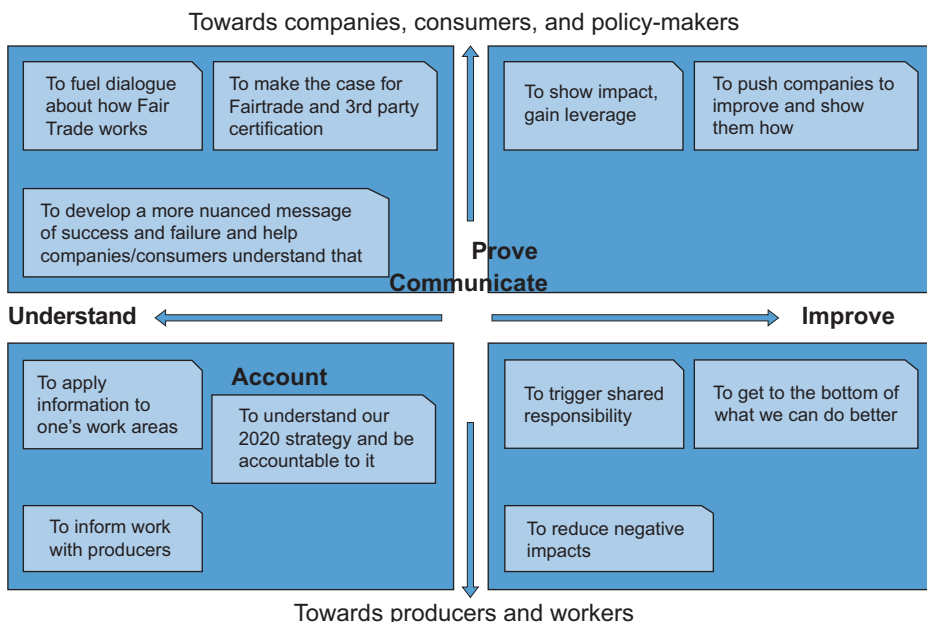 Towards companies, consumers, and policy-makers
To fuel dialogue
about how Fair
Trade works
To make the case for
Fairtrade and 3rd party
certification
To show impact,
gain leverage
To push companies to
improve and show
them how
To develop a more nuanced message
of success and failure and help
companies/consumers understand that
Prove
Communicate
Understand
Improve
To apply
information to
one’s work areas
Account
To understand our
2020 strategy and be
accountable to it
To trigger shared
responsibility
To get to the bottom of
what we can do better
To inform work
with producers
To reduce negative
impacts
Towards producers and workers